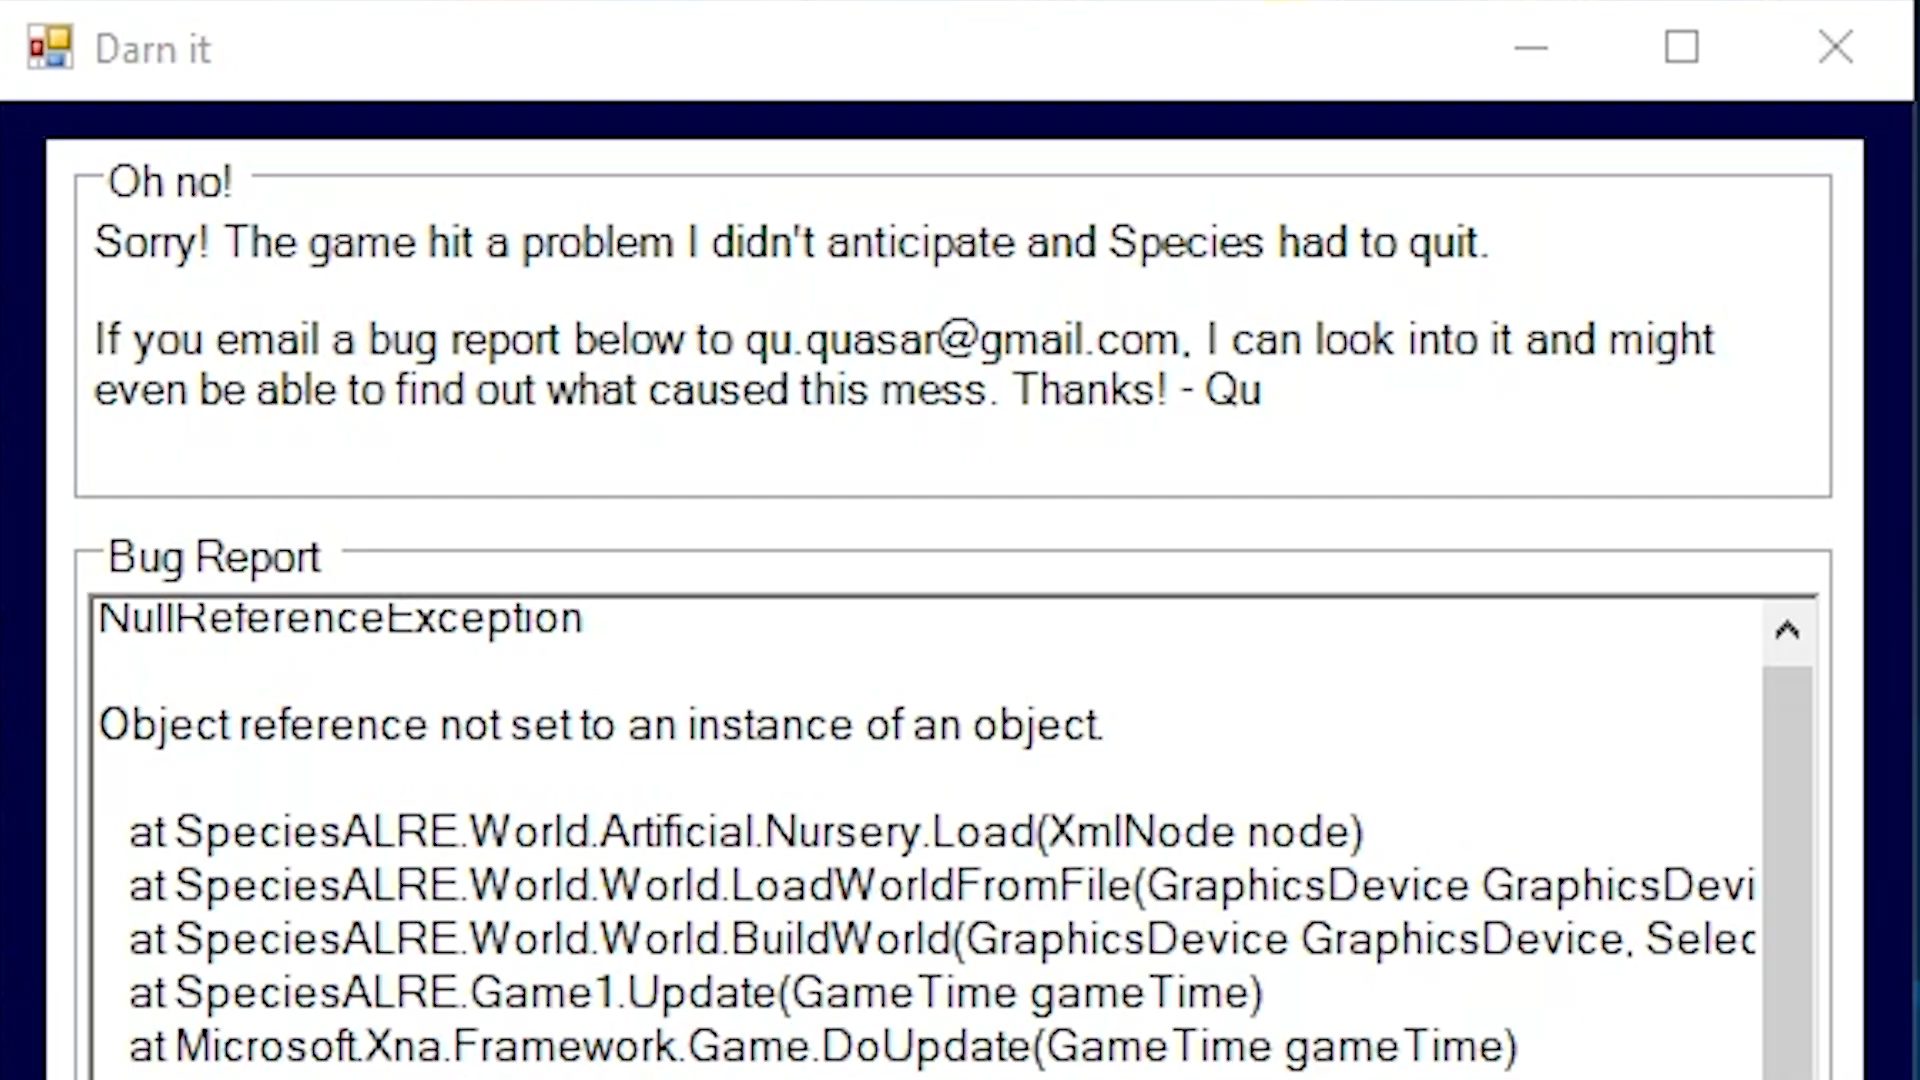 Darn it
Oh no!
Sorry! The game hit a problem I didn't anticipate and Species had to quit.
If you email a bug report below to qu.quasar@gmail.com, I can look into it and might
even be able to find out what caused this mess. Thanks! - Qu
Bug Report
NullReferenceException
Object reference not set to an instance of an object.
at SpeciesALRE.World.Artificial.Nursery.Load(XmlNode node)
at SpeciesALRE.World.World.LoadWorldFromFile(GraphicsDevice GraphicsDevi
at SpeciesALRE.World.World.BuildWorld(GraphicsDevice GraphicsDevice, Selec
at SpeciesALRE.Game1.Update(GameTime gameTime)
at Microsoft.Xna.Framework.Game.DoUpdate(GameTime gameTime)